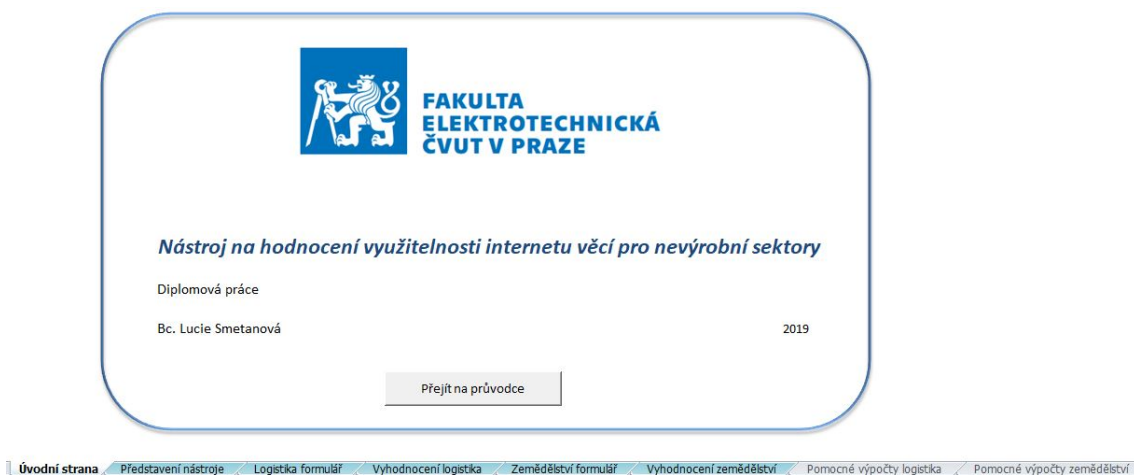 FAKULTA
ELEKTROTECHNICKÁ
ČVUT V PRAZE
Nástroj na hodnocení využitelnosti internetu věcí pro nevýrobní sektory
Diplomová práce
Bc. Lucie Smetanová 2019
Přejít na průvodce
Úvodní strana Představení nástroje Logistika formulář Vyhodnocení logistika Zemědělství formulář Vyhodnocení zemědělství Pomocné výpočty logistika Pomocné výpočty zemědělství